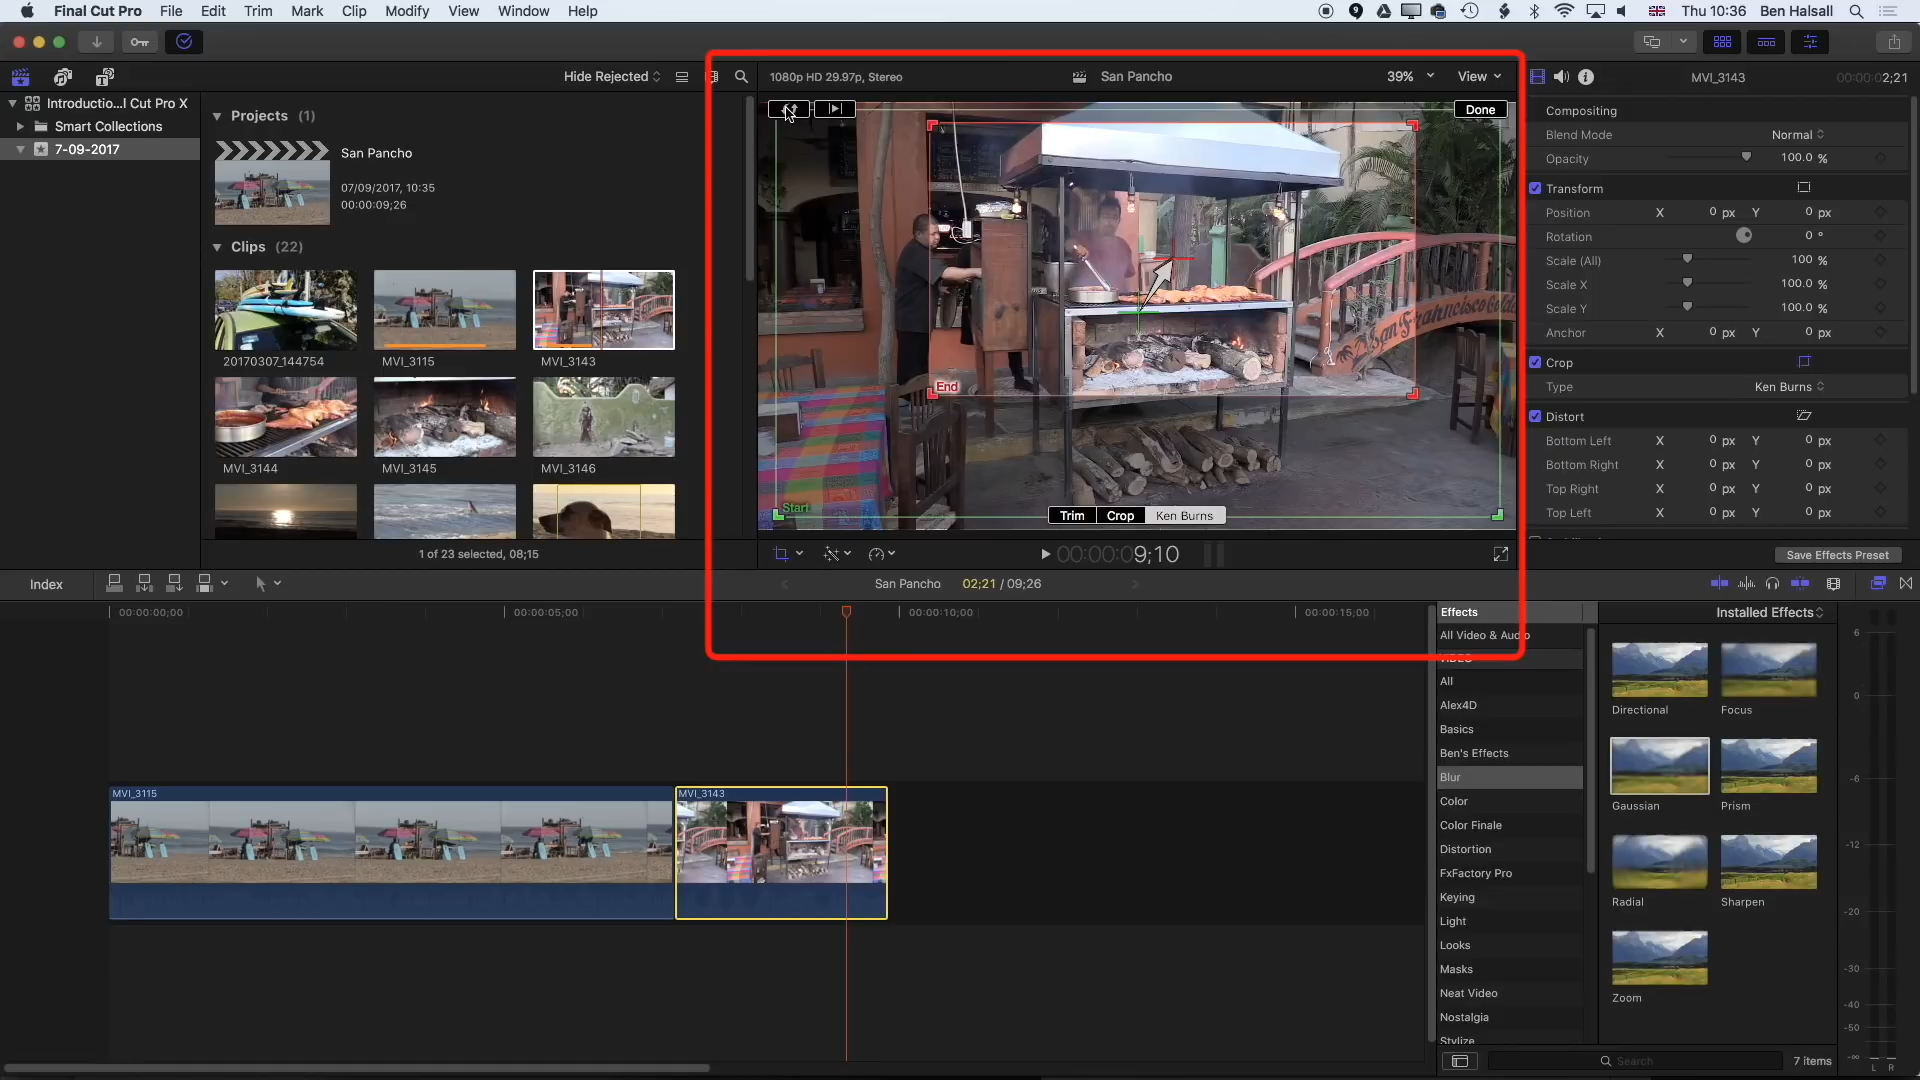 Final Cut Pro File Edit Trim Mark Clip Modify View Window Help
Thu 10:36 Ben Halsall
Hide Rejected
1080p HD 29.97p, Stereo
San Pancho
39%
View
MVI_3143
00:00:02;21
Introductio...l Cut Pro X
Smart Collections
7-09-2017
Projects (1)
San Pancho
07/09/2017, 10:35
00:00:09;26
Clips (22)
20170307_144754
MVI_3115
MVI_3143
MVI_3144
MVI_3145
MVI_3146
1 of 23 selected, 08;15
Done
End
Start
Trim Crop Ken Burns
00:00:09;10
Compositing
Blend Mode Normal
Opacity 100.0 %
Transform
Position X 0 px Y 0 px
Rotation 0 °
Scale (All) 100 %
Scale X 100.0 %
Scale Y 100.0 %
Anchor X 0 px Y 0 px
Crop
Type Ken Burns
Distort
Bottom Left X 0 px Y 0 px
Bottom Right X 0 px Y 0 px
Top Right X 0 px Y 0 px
Top Left X 0 px Y 0 px
Save Effects Preset
Index
San Pancho 02;21 / 09;26
00:00:00;00
00:00:05;00
00:00:10;00
00:00:15;00
MVI_3115
MVI_3143
Effects
Installed Effects
All Video & Audio
VIDEO
All
Alex4D
Basics
Ben's Effects
Blur
Color
Color Finale
Distortion
FxFactory Pro
Keying
Light
Looks
Masks
Neat Video
Nostalgia
Stylize
Directional
Focus
Gaussian
Prism
Radial
Sharpen
Zoom
Search
7 items
6
0
-6
-12
-20
-30
-40
-50
-∞
L R